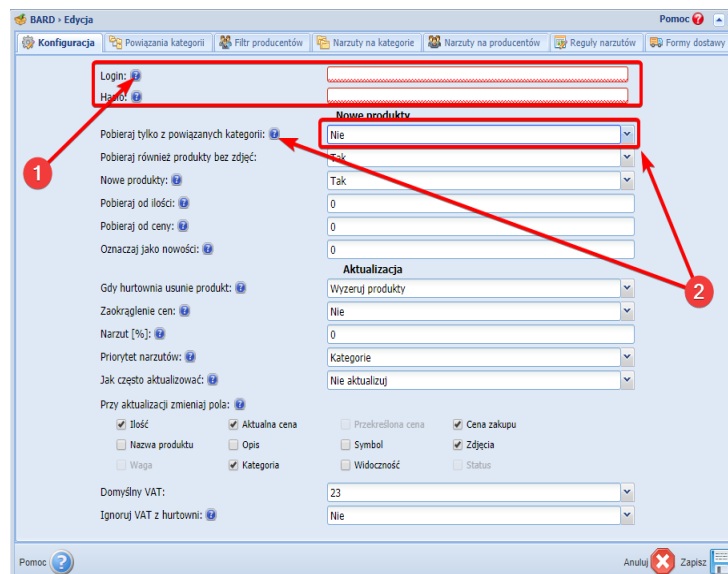 BARD » Edycja Pomoc
Konfiguracja Powiązania kategorii Filtr producentów Narzuty na kategorie Narzuty na producentów Reguły narzutów Formy dostawy
Login:
Hasło:
Nowe produkty
Pobieraj tylko z powiązanych kategorii: Nie
Pobieraj również produkty bez zdjęć: Tak
1
Nowe produkty: Tak
Pobieraj od ilości: 0
Pobieraj od ceny: 0
Oznaczaj jako nowości: 0
Aktualizacja
Gdy hurtownia usunie produkt: Wyzeruj produkty
2
Zaokrąglenie cen: Nie
Narzut [%]: 0
Priorytet narzutów: Kategorie
Jak często aktualizować: Nie aktualizuj
Przy aktualizacji zmieniaj pola:
Ilość Aktualna cena Przekreślona cena Cena zakupu
Nazwa produktu Opis Symbol Zdjęcia
Waga Kategoria Widoczność Status
Domyślny VAT: 23
Ignoruj VAT z hurtowni: Nie
Pomoc Anuluj Zapisz